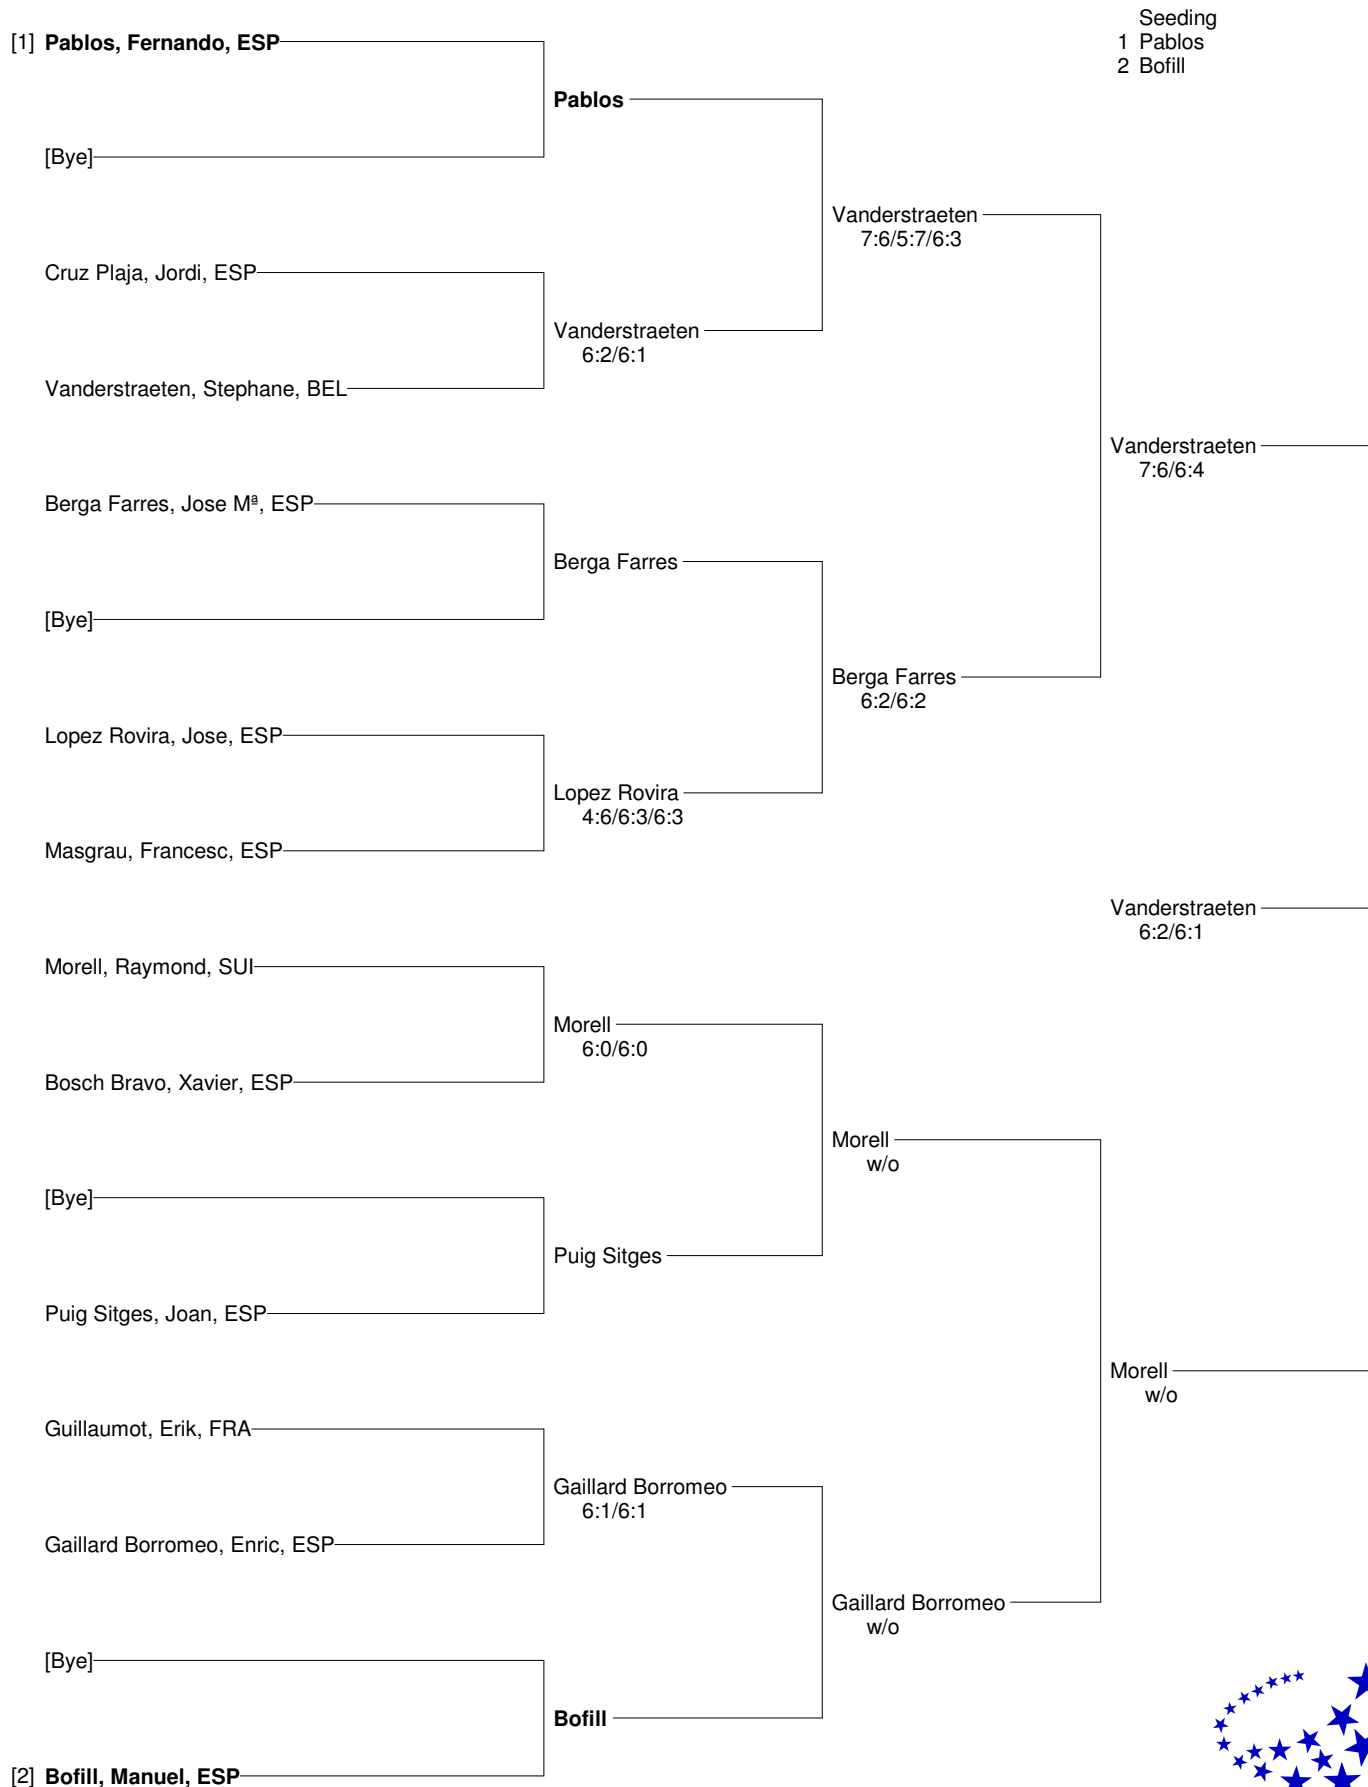 Seeding
1 Pablos
2 Bofill
[1] Pablos, Fernando, ESP
Pablos
[Bye]
Vanderstraeten
7:6/5:7/6:3
Cruz Plaja, Jordi, ESP
Vanderstraeten
6:2/6:1
Vanderstraeten, Stephane, BEL
Vanderstraeten
7:6/6:4
Berga Farres, Jose Mª, ESP
Berga Farres
[Bye]
Berga Farres
6:2/6:2
Lopez Rovira, Jose, ESP
Lopez Rovira
4:6/6:3/6:3
Masgrau, Francesc, ESP
Vanderstraeten
6:2/6:1
Morell, Raymond, SUI
Morell
6:0/6:0
Bosch Bravo, Xavier, ESP
Morell
w/o
[Bye]
Puig Sitges
Puig Sitges, Joan, ESP
Morell
w/o
Guillaumot, Erik, FRA
Gaillard Borromeo
6:1/6:1
Gaillard Borromeo, Enric, ESP
Gaillard Borromeo
w/o
[Bye]
Bofill
[2] Bofill, Manuel, ESP